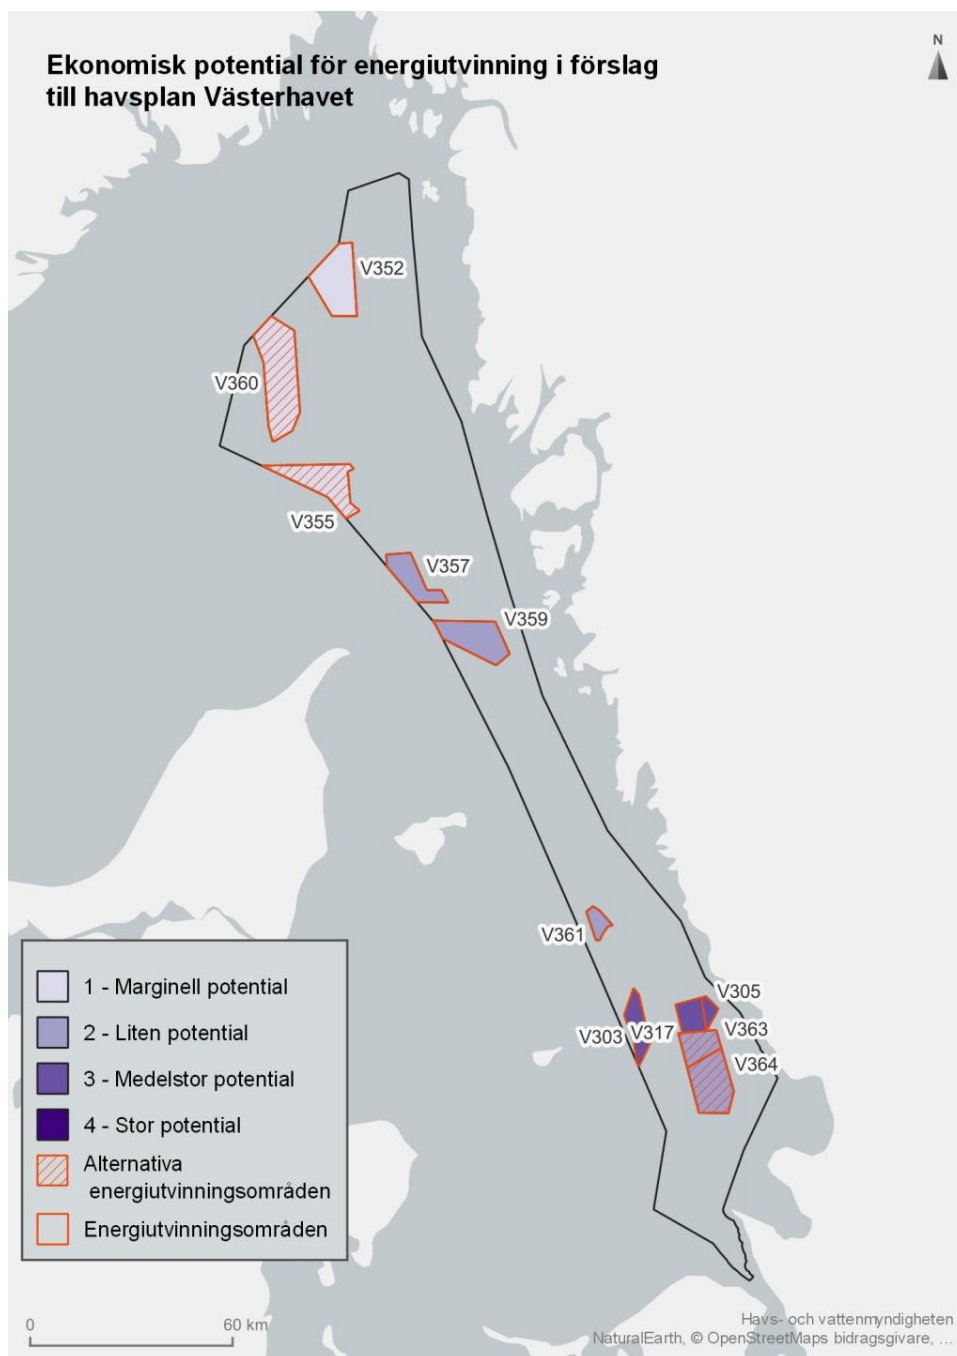 Ekonomisk potential för energiutvinning i förslag
till havsplan Västerhavet
N
V352
V360
V355
V357
V359
V361
V305
V303
V317
V363
V364
1 - Marginell potential
2 - Liten potential
3 - Medelstor potential
4 - Stor potential
Alternativa
energiutvinningsområden
Energiutvinningsområden
0
60 km
Havs- och vattenmyndigheten
NaturalEarth, © OpenStreetMaps bidragsgivare, ...